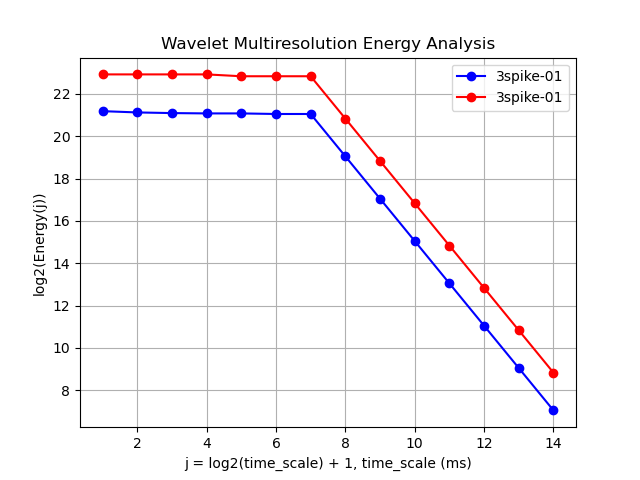 Wavelet Multiresolution Energy Analysis
3spike-01
3spike-01
22
20
18
16
14
12
10
8
log2(Energy(j))
2 4 6 8 10 12 14
j = log2(time_scale) + 1, time_scale (ms)